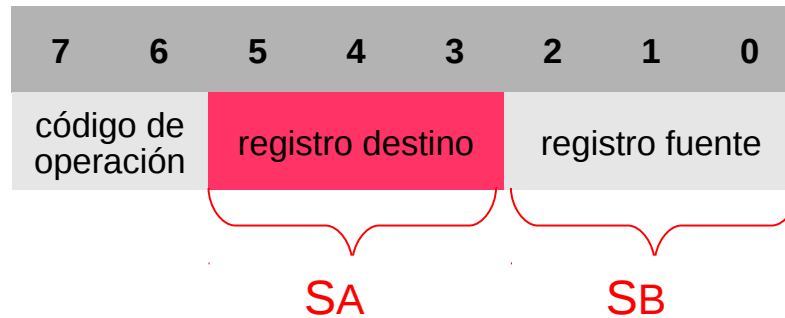 7 6 5 4 3 2 1 0
código de
operación
registro destino
registro fuente
SA
SB